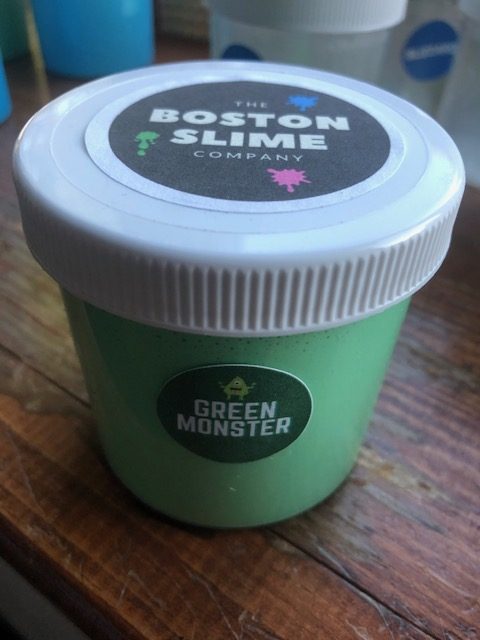 THE
BOSTON
SLIME
COMPANY
GREEN
MONSTER